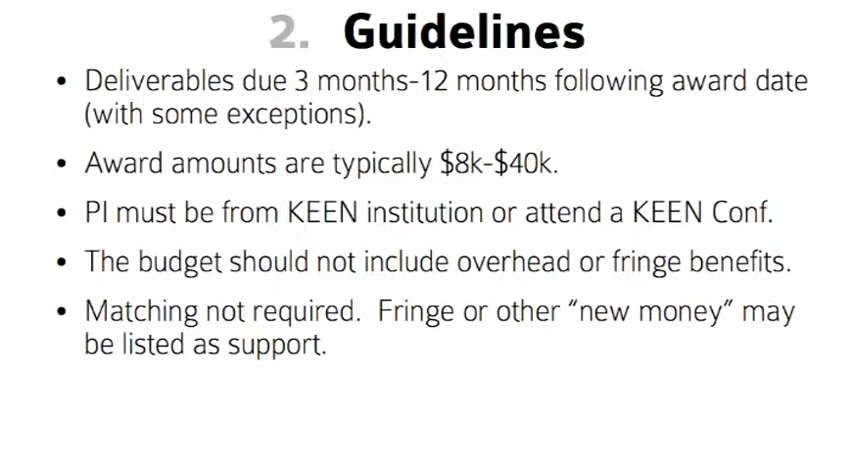 2. Guidelines
• Deliverables due 3 months-12 months following award date
(with some exceptions).
• Award amounts are typically $8k-$40k.
• PI must be from KEEN institution or attend a KEEN Conf.
• The budget should not include overhead or fringe benefits.
• Matching not required.  Fringe or other “new money” may
be listed as support.